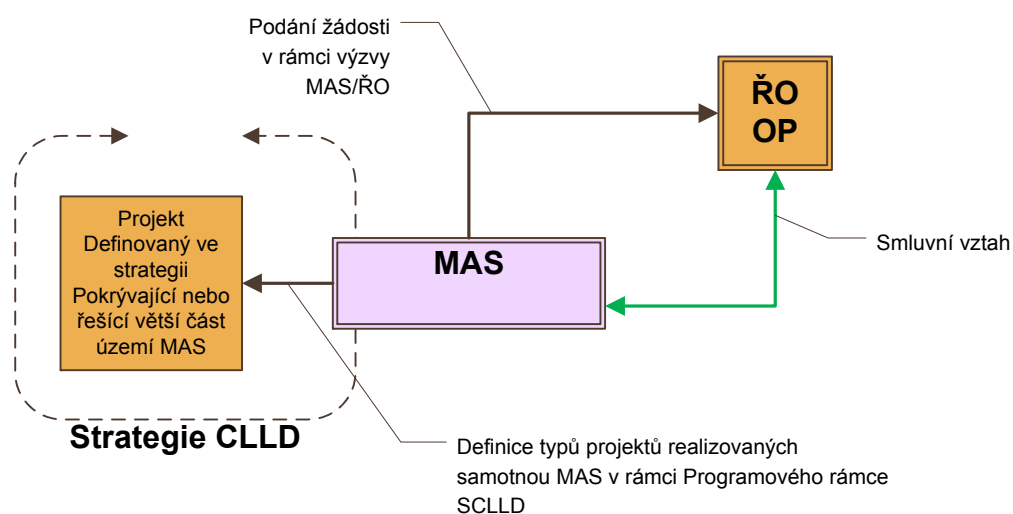 Podání žádosti
v rámci výzvy
MAS/ŘO
ŘO
OP
Projekt
Definovaný ve
strategii
Pokrývající nebo
řešící větší část
území MAS
MAS
Smluvní vztah
Strategie CLLD
Definice typů projektů realizovaných
samotnou MAS v rámci Programového rámce
SCLLD